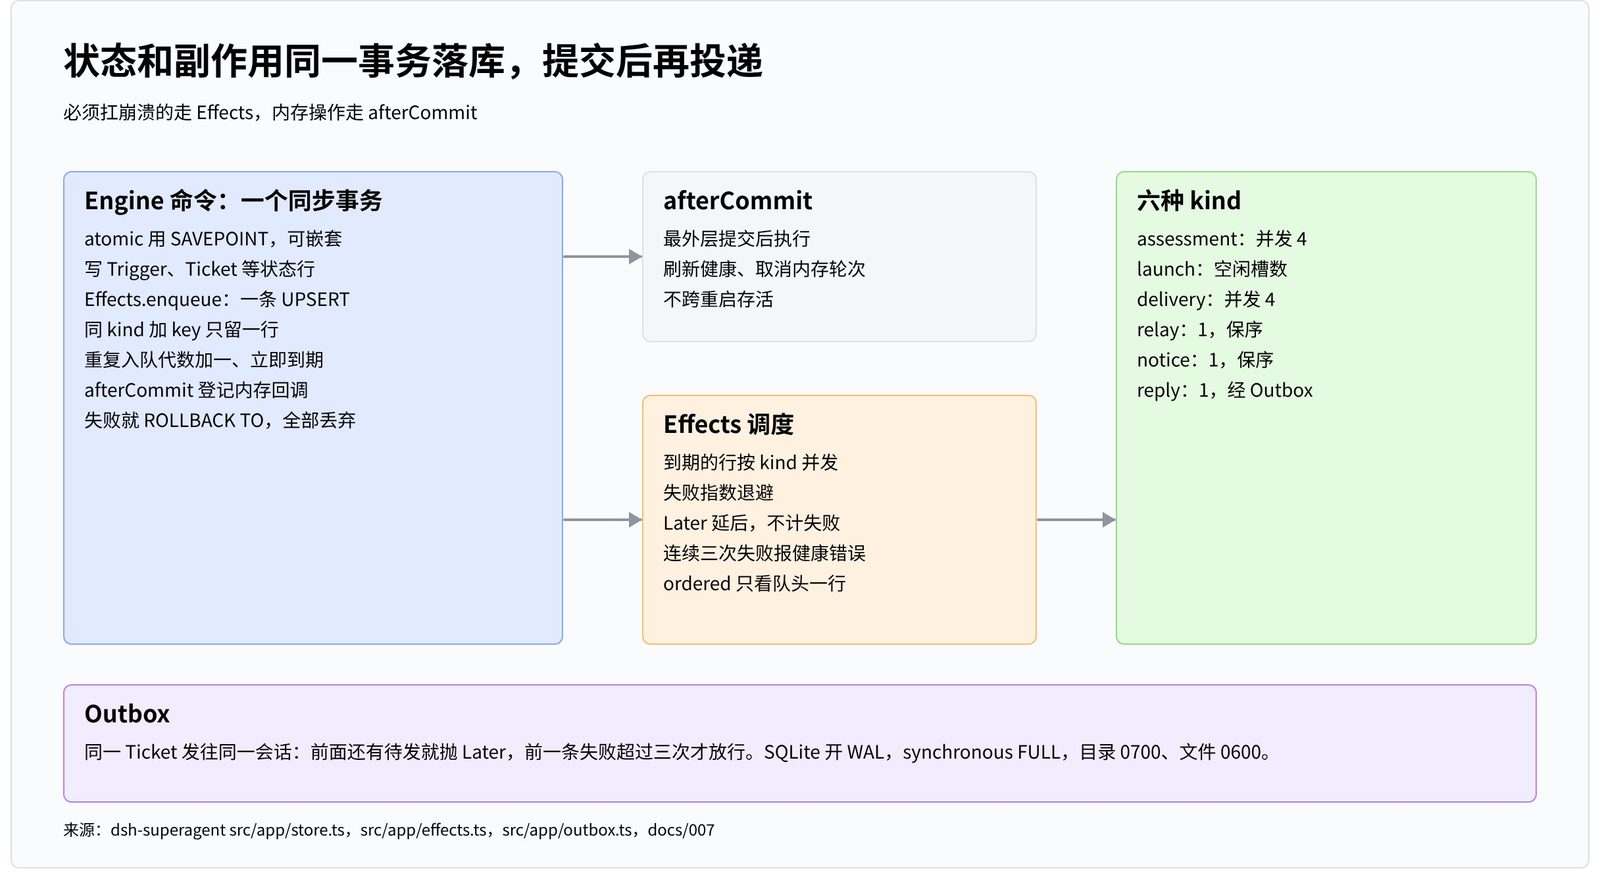 状态和副作用同一事务落库，提交后再投递
必须扛崩溃的走 Effects，内存操作走 afterCommit
Engine 命令：一个同步事务
atomic 用 SAVEPOINT，可嵌套
写 Trigger、Ticket 等状态行
Effects.enqueue：一条 UPSERT
同 kind 加 key 只留一行
重复入队代数加一、立即到期
afterCommit 登记内存回调
失败就 ROLLBACK TO，全部丢弃
afterCommit
最外层提交后执行
刷新健康、取消内存轮次
不跨重启存活
Effects 调度
到期的行按 kind 并发
失败指数退避
Later 延后，不计失败
连续三次失败报健康错误
ordered 只看队头一行
六种 kind
assessment：并发 4
launch：空闲槽数
delivery：并发 4
relay：1，保序
notice：1，保序
reply：1，经 Outbox
Outbox
同一 Ticket 发往同一会话：前面还有待发就抛 Later，前一条失败超过三次才放行。SQLite 开 WAL，synchronous FULL，目录 0700、文件 0600。
来源：dsh-superagent src/app/store.ts，src/app/effects.ts，src/app/outbox.ts，docs/007